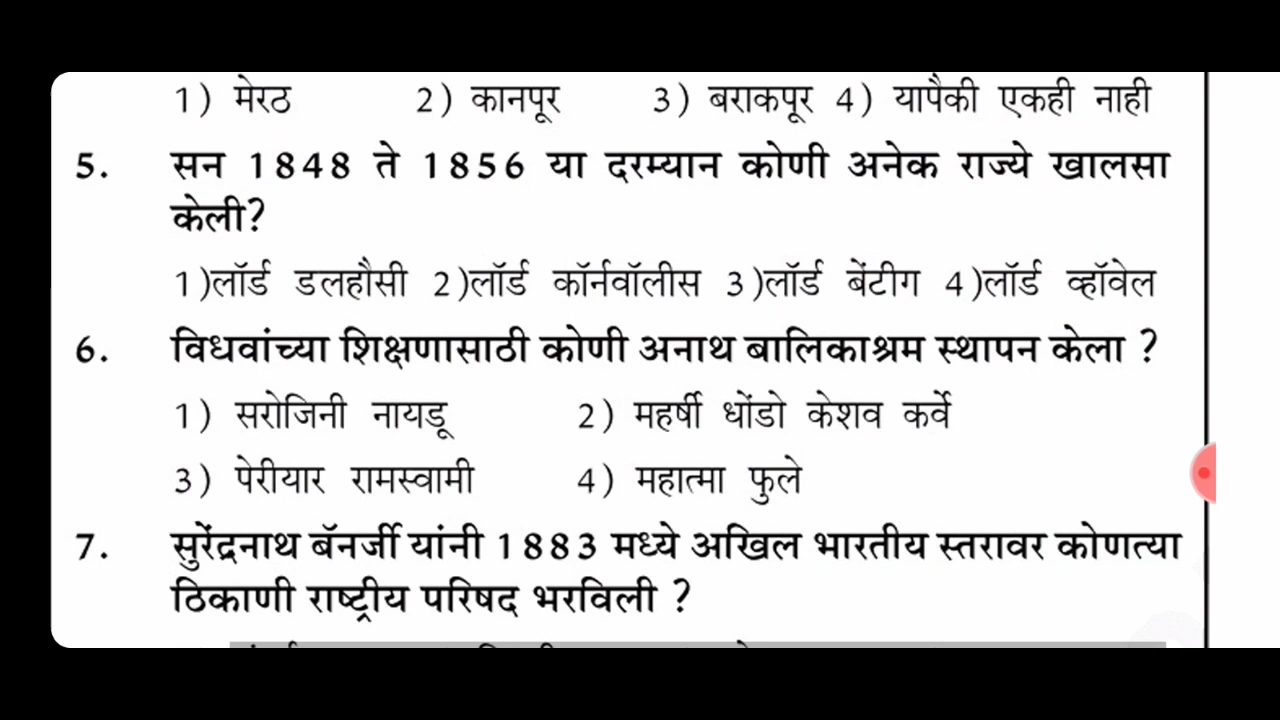 1) मेरठ 2) कानपूर 3) बराकपूर 4) यापैकी एकही नाही
5. सन 1848 ते 1856 या दरम्यान कोणी अनेक राज्ये खालसा
केली?
1)लॉर्ड डलहौसी 2)लॉर्ड कॉर्नवॉलीस 3)लॉर्ड बेंटीग 4)लॉर्ड व्हॉवेल
6. विधवांच्या शिक्षणासाठी कोणी अनाथ बालिकाश्रम स्थापन केला ?
1) सरोजिनी नायडू 2) महर्षी धोंडो केशव कर्वे
3) पेरीयार रामस्वामी 4) महात्मा फुले
7. सुरेंद्रनाथ बॅनर्जी यांनी 1883 मध्ये अखिल भारतीय स्तरावर कोणत्या
ठिकाणी राष्ट्रीय परिषद भरविली ?